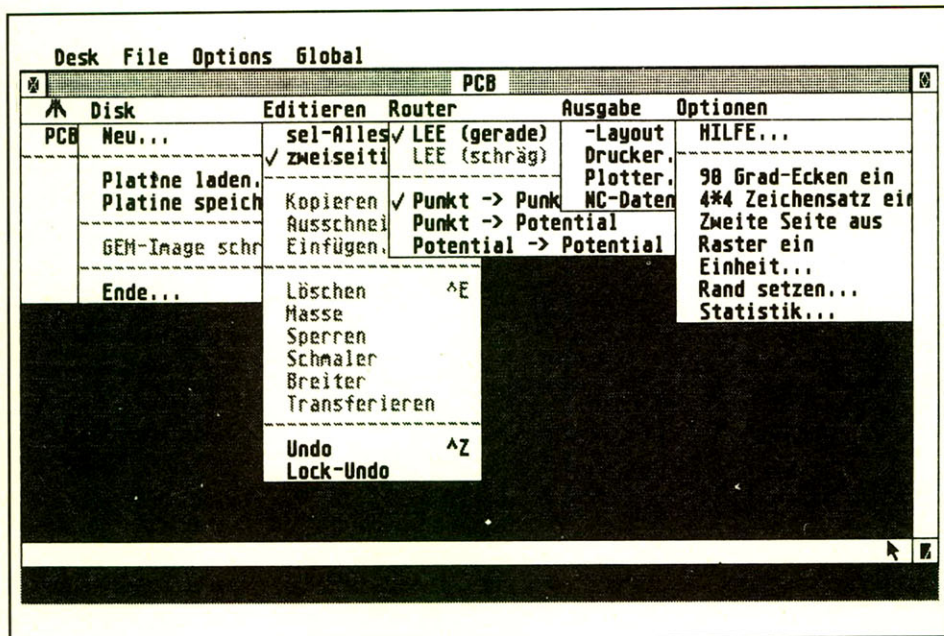 Desk File Options Global
PCB
Disk Editieren Router Ausgabe Optionen
PCB
Neu...
Platine laden.
Platine speich
GEM-Image schr
Ende...
sel-Alles
✓ zweiseiti
Kopieren
Ausschnei
Einfügen.
Löschen ^E
Masse
Sperren
Schmaler
Breiter
Transferieren
Undo ^Z
Lock-Undo
✓ LEE (gerade)
LEE (schräg)
✓ Punkt -> Punk
Punkt -> Potential
Potential -> Potential
-Layout
Drucker.
Plotter.
NC-Daten
HILFE...
90 Grad-Ecken ein
4*4 Zeichensatz ein
Zweite Seite aus
Raster ein
Einheit...
Rand setzen...
Statistik...